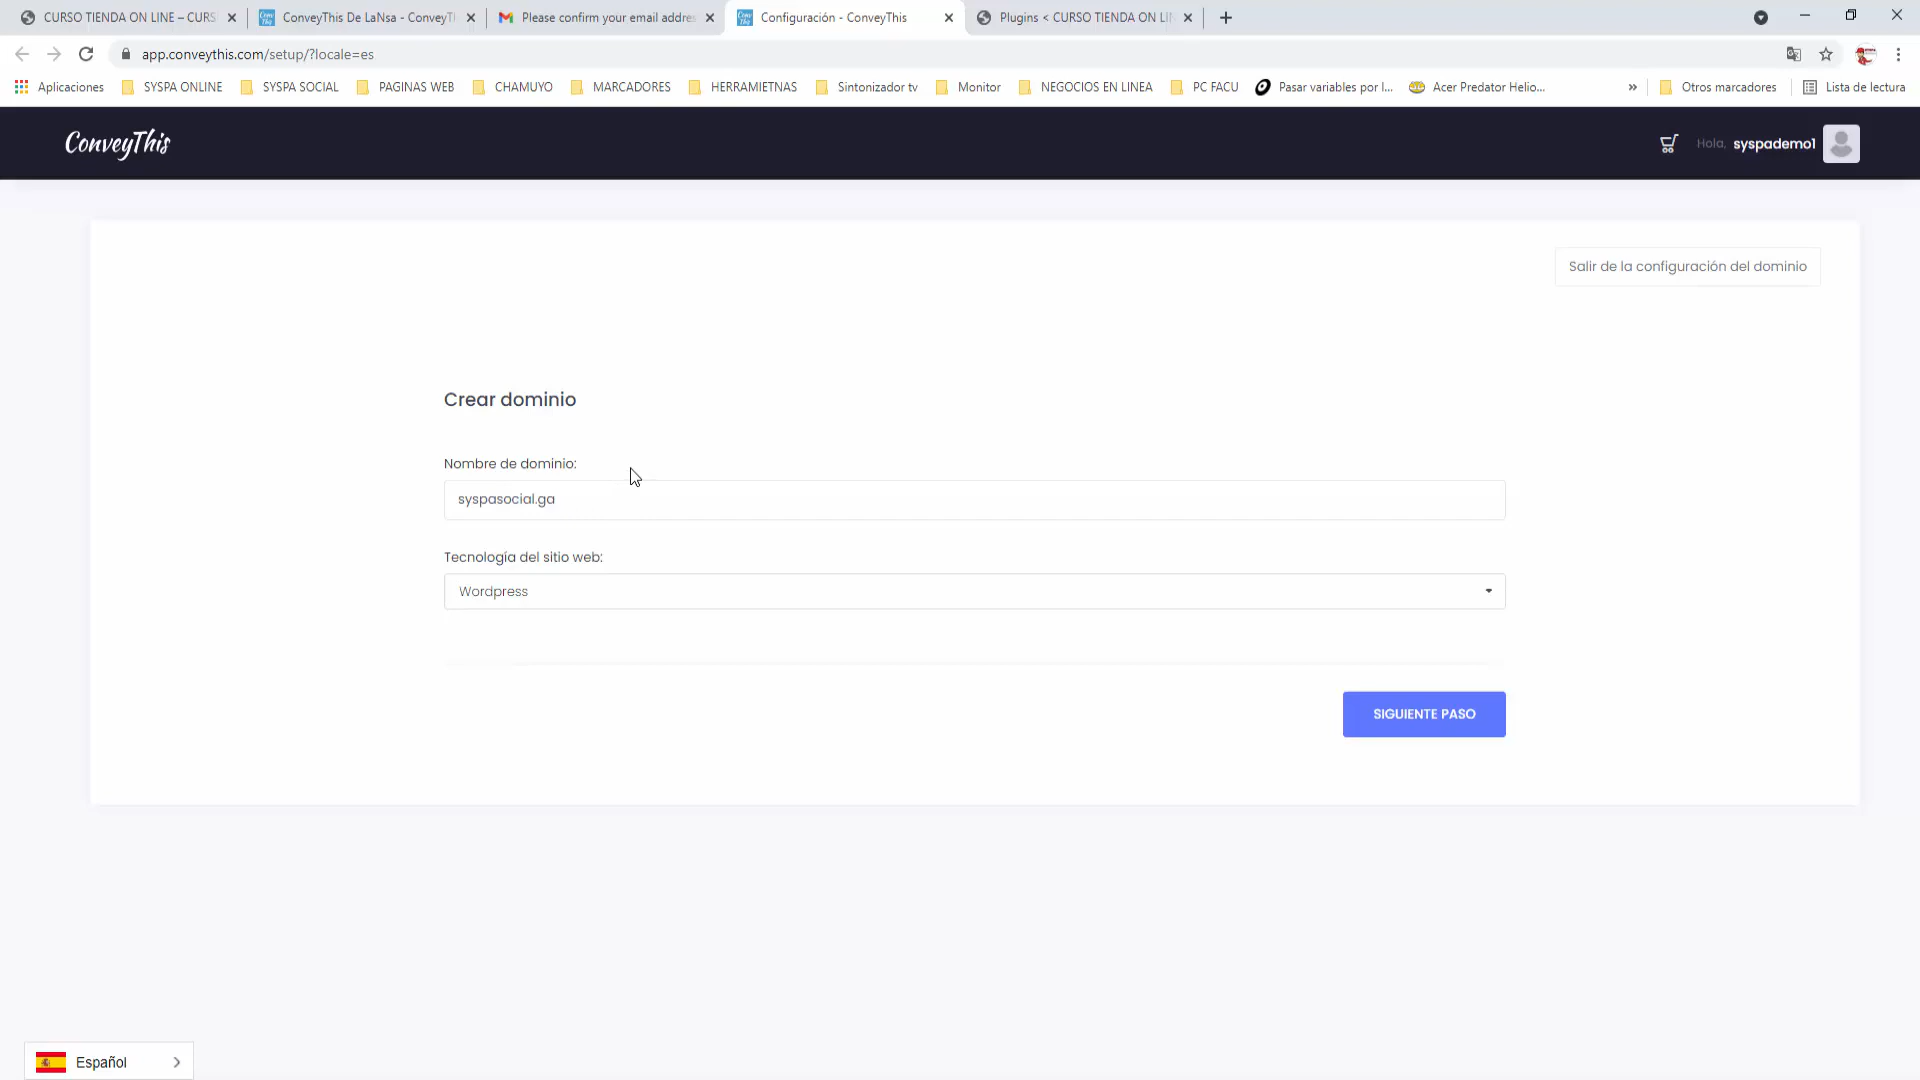 CURSO TIENDA ON LINE – CURS
ConveyThis De LaNsa - ConveyTh
Please confirm your email addres
Configuración - ConveyThis
Plugins < CURSO TIENDA ON LIN
app.conveythis.com/setup/?locale=es
Aplicaciones
SYSPA ONLINE
SYSPA SOCIAL
PAGINAS WEB
CHAMUYO
MARCADORES
HERRAMIETNAS
Sintonizador tv
Monitor
NEGOCIOS EN LINEA
PC FACU
Pasar variables por l...
Acer Predator Helio...
»
Otros marcadores
Lista de lectura
ConveyThis
Hola, syspademo1
Salir de la configuración del dominio
Crear dominio
Nombre de dominio:
syspasocial.ga
Tecnología del sitio web:
Wordpress
SIGUIENTE PASO
Español